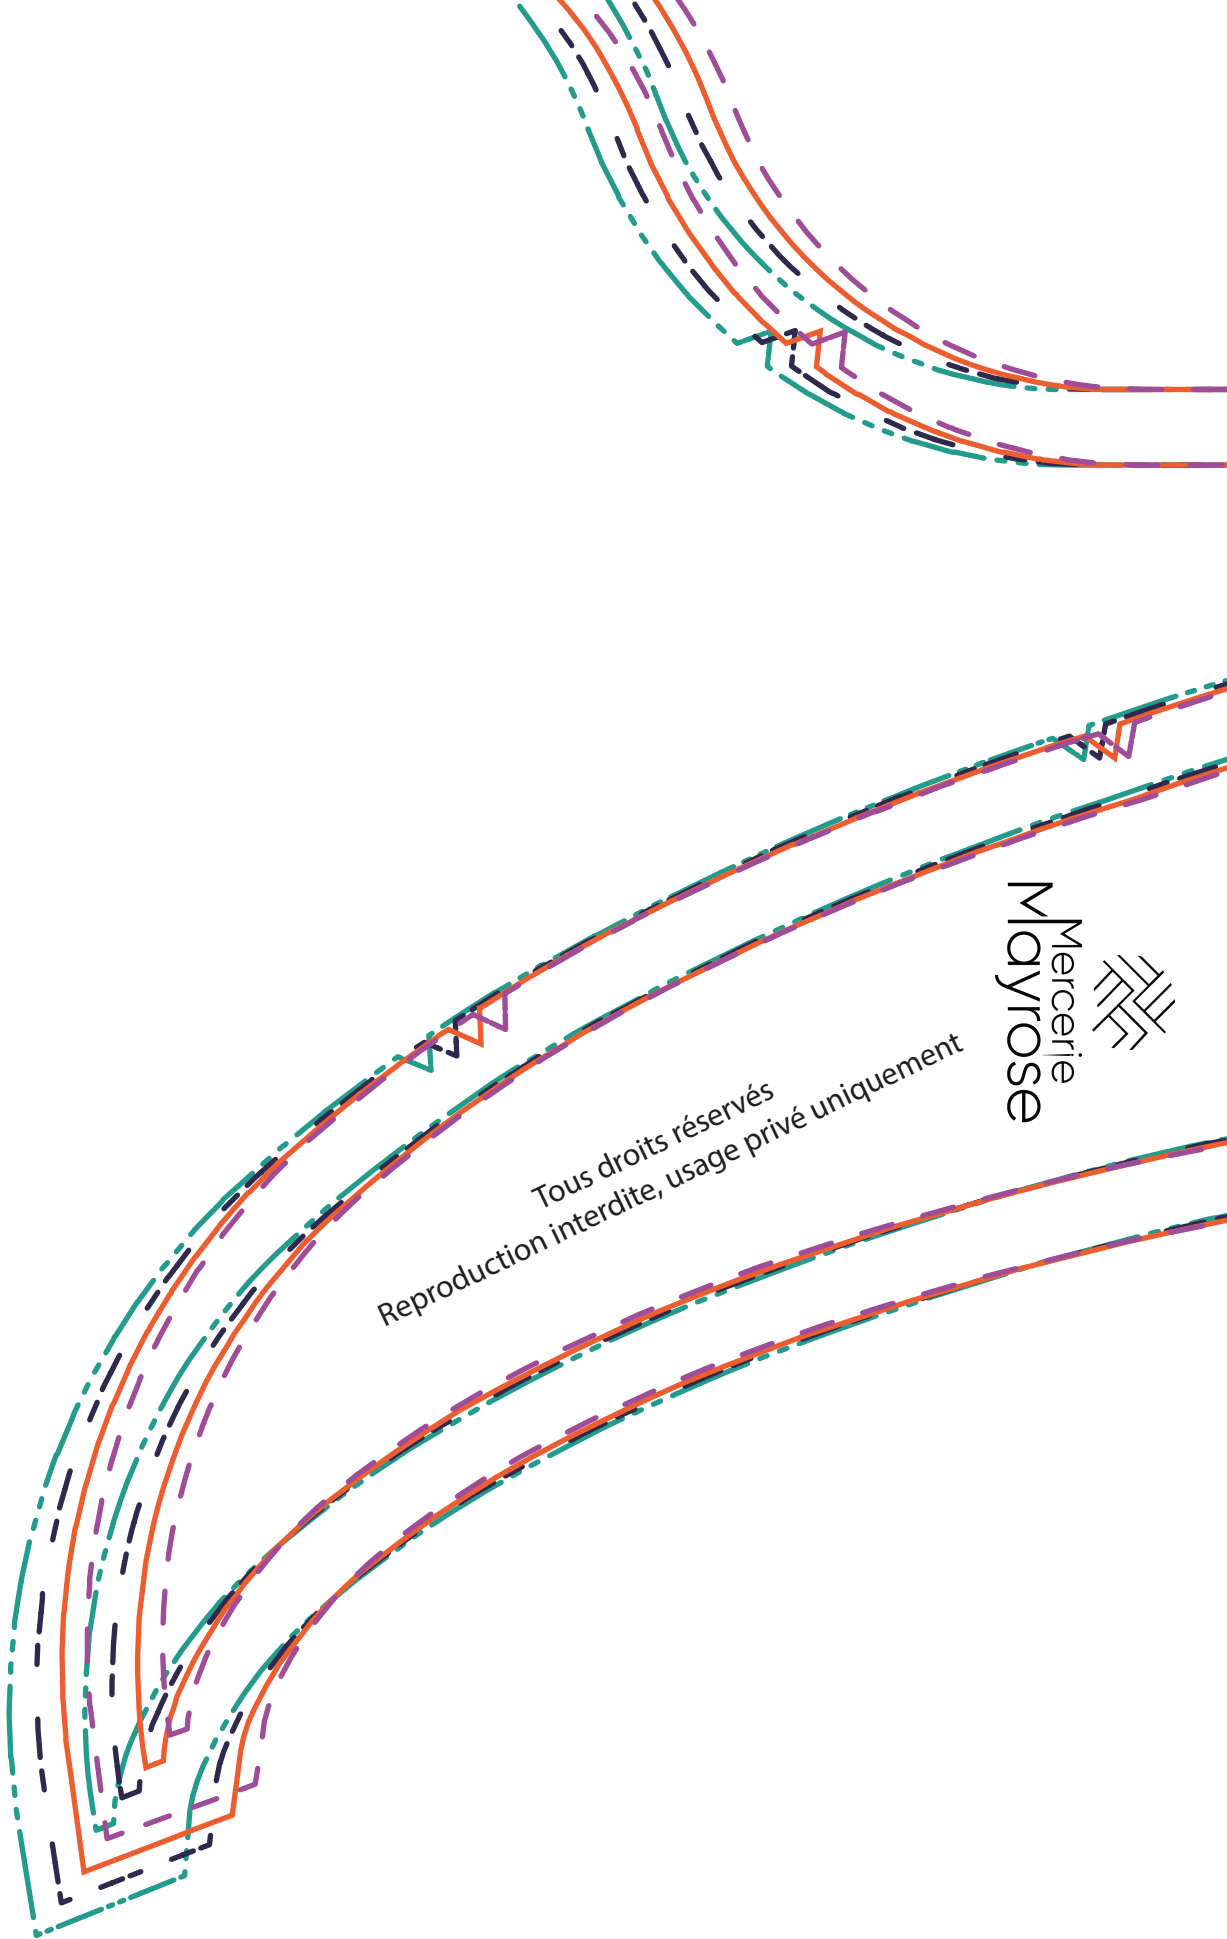 Mercerie
Mayrose
Tous droits réservés
Reproduction interdite, usage privé uniquement